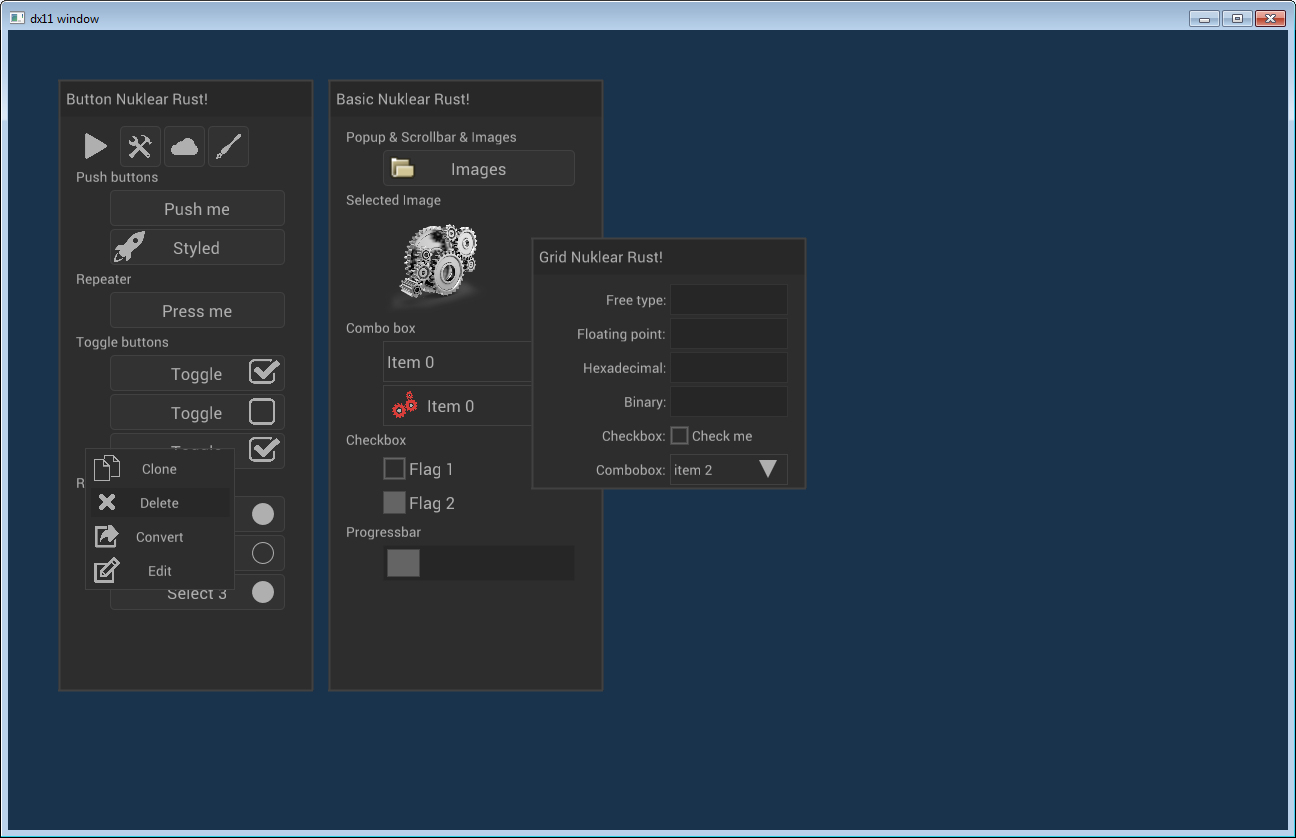 dx11 window
Button Nuklear Rust!
Push buttons
Push me
Styled
Repeater
Press me
Toggle buttons
Toggle
Toggle
Clone
Delete
Convert
Edit
Select 3
Basic Nuklear Rust!
Popup & Scrollbar & Images
Images
Selected Image
Combo box
Item 0
Item 0
Checkbox
Flag 1
Flag 2
Progressbar
Grid Nuklear Rust!
Free type:
Floating point:
Hexadecimal:
Binary:
Checkbox: Check me
Combobox: item 2